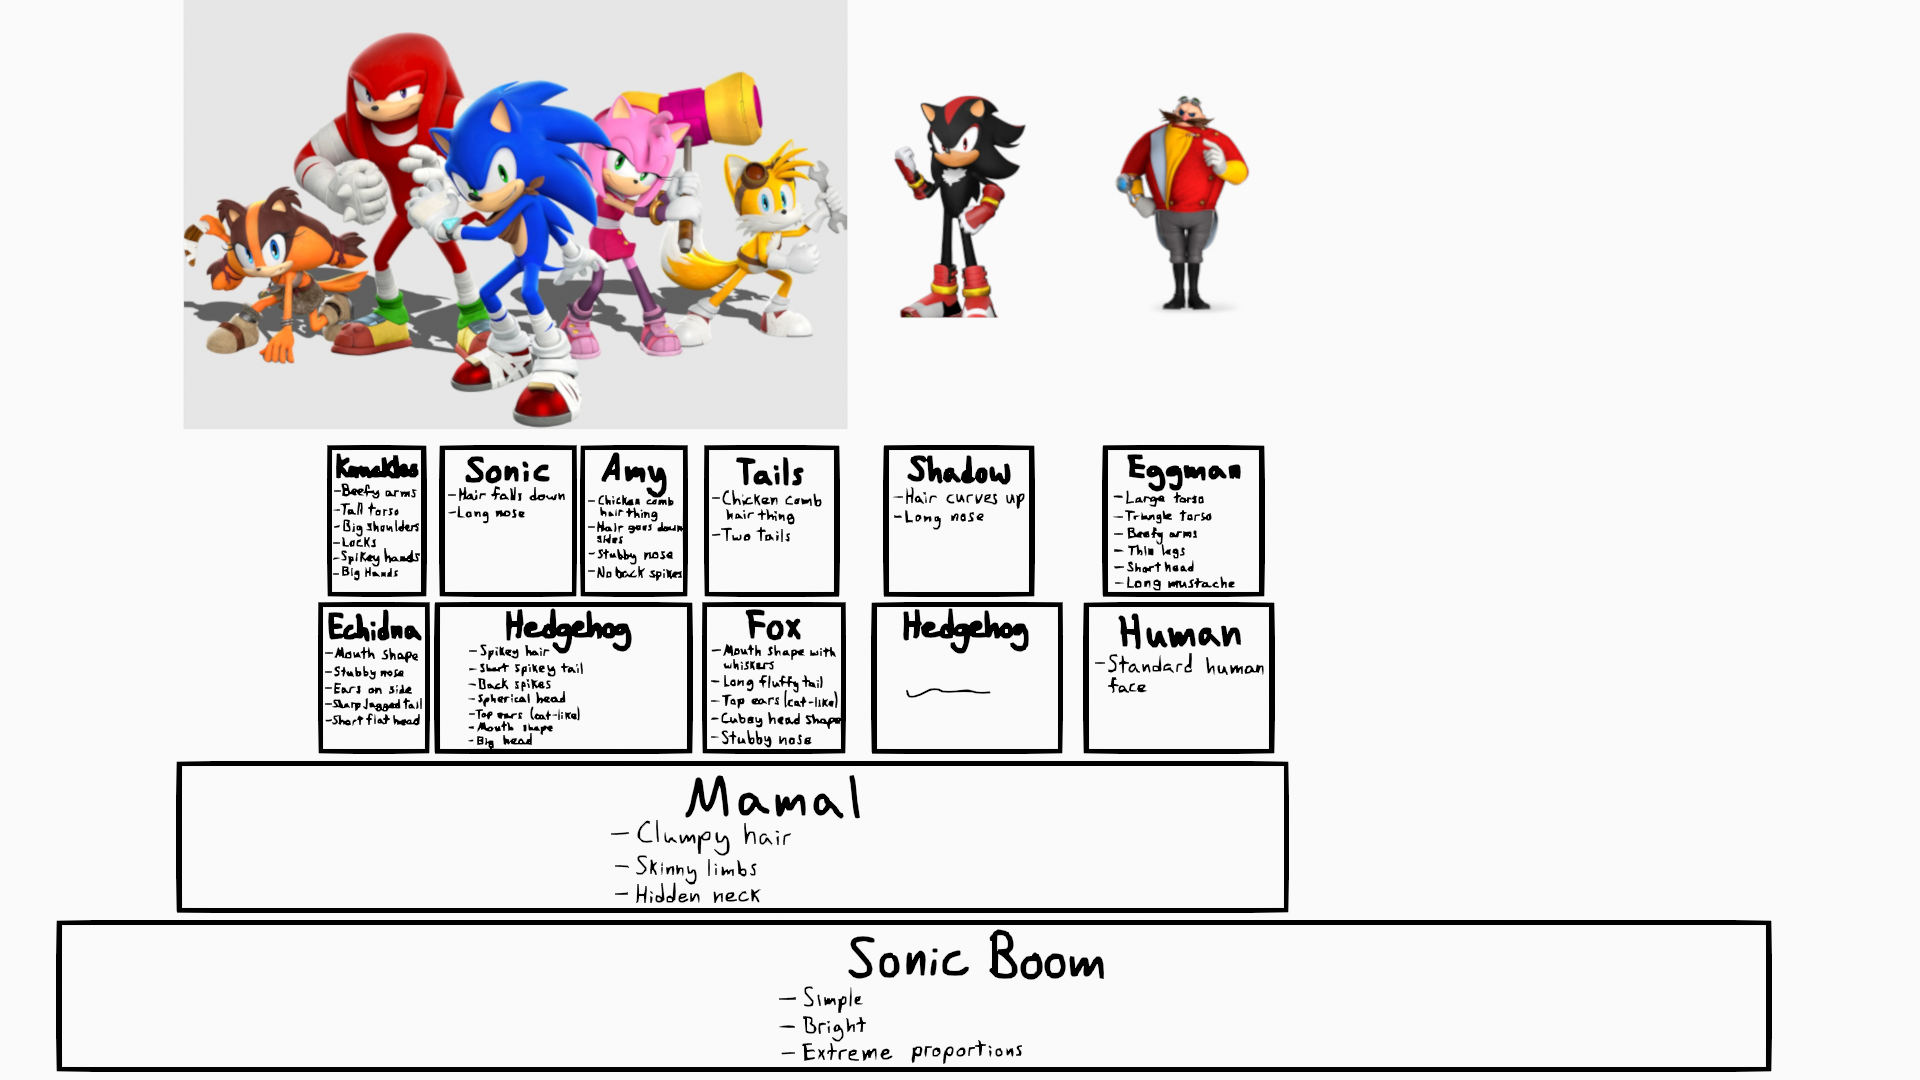 Knuckles
-Beefy arms
-Tall torso
-Big shoulders
-Locks
-Spikey hands
-Big Hands
Sonic
-Hair falls down
-Long nose
Amy
-Chicken comb
hair thing
-Hair goes down
sides
-Stubby nose
-No back spikes
Tails
-Chicken comb
hair thing
-Two tails
Shadow
-Hair curves up
-Long nose
Eggman
-Large torso
-Triangle torso
-Beefy arms
-Thin legs
-Short head
-Long mustache
Echidna
-Mouth shape
-Stubby nose
-Ears on side
-Sharp Jagged tail
-Short flat head
Hedgehog
-Spikey hair
-Short spikey tail
-Back spikes
-Spherical head
-Top ears (cat-like)
-Mouth shape
-Big head
Fox
-Mouth shape with
whiskers
-Long fluffy tail
-Top ears (cat-like)
-Cubey head shape
-Stubby nose
Hedgehog
Human
-Standard human
face
Mamal
-Clumpy hair
-Skinny limbs
-Hidden neck
Sonic Boom
-Simple
-Bright
-Extreme proportions